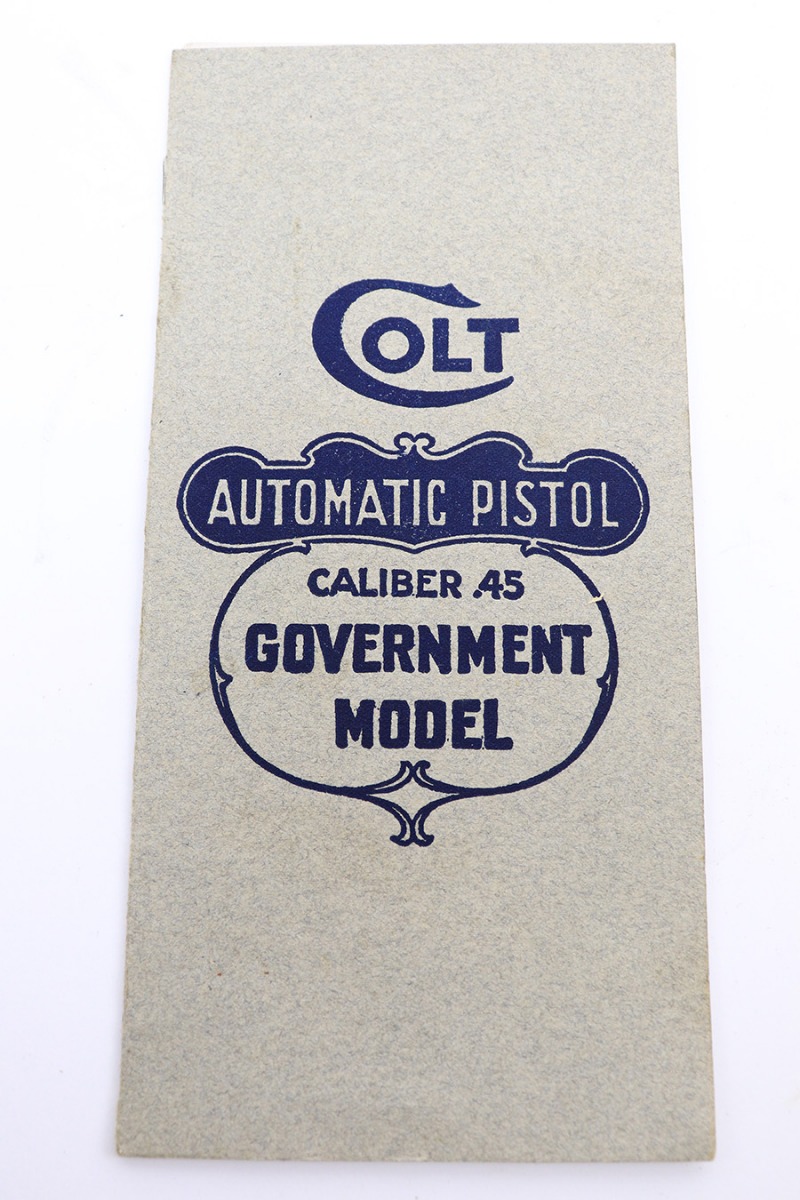 COLT
AUTOMATIC PISTOL
CALIBER .45
GOVERNMENT
MODEL